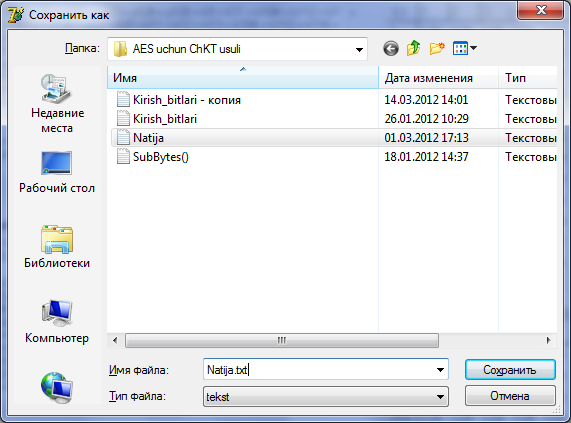 Сохранить как
Папка: AES uchun ChKT usuli
Имя Дата изменения Тип
Kirish_bitlari - копия 14.03.2012 14:01 Текстовы
Kirish_bitlari 26.01.2012 10:29 Текстовы
Natija 01.03.2012 17:13 Текстовы
SubBytes() 18.01.2012 14:37 Текстовы
Недавние
места
Рабочий стол
Библиотеки
Компьютер
Имя файла: Natija.txt Сохранить
Тип файла: tekst Отмена